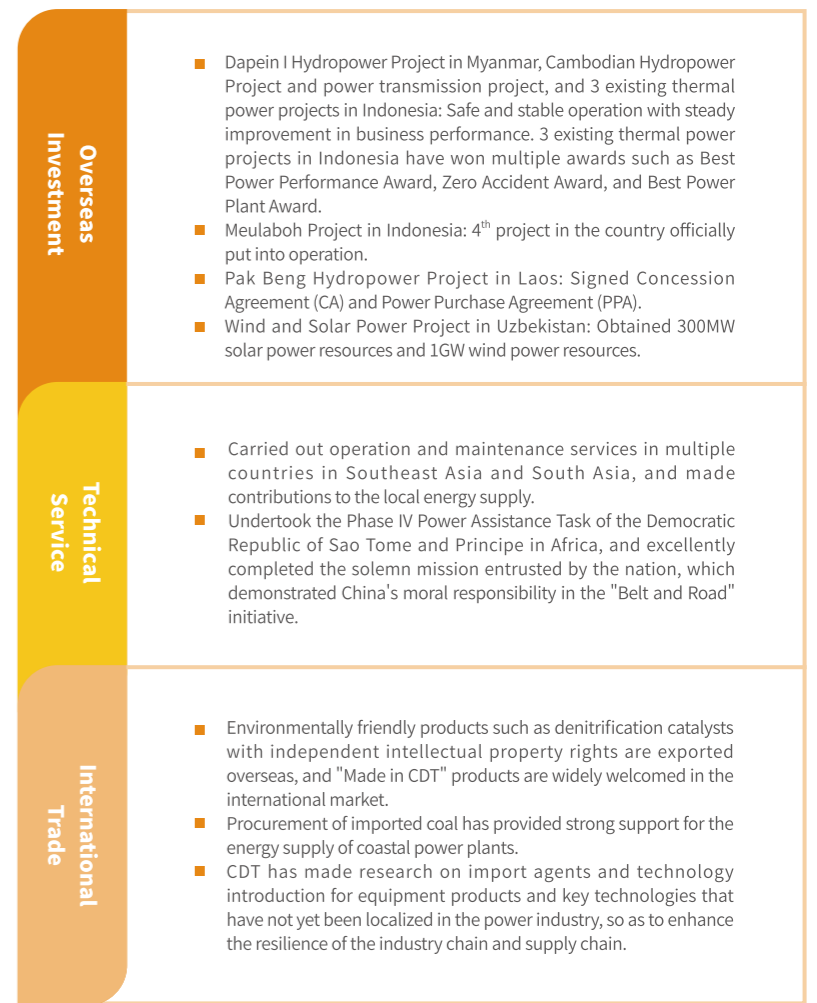 Overseas
Investment
■ Dapein I Hydropower Project in Myanmar, Cambodian Hydropower
Project and power transmission project, and 3 existing thermal
power projects in Indonesia: Safe and stable operation with steady
improvement in business performance. 3 existing thermal power
projects in Indonesia have won multiple awards such as Best
Power Performance Award, Zero Accident Award, and Best Power
Plant Award.
■ Meulaboh Project in Indonesia: 4th project in the country officially
put into operation.
■ Pak Beng Hydropower Project in Laos: Signed Concession
Agreement (CA) and Power Purchase Agreement (PPA).
■ Wind and Solar Power Project in Uzbekistan: Obtained 300MW
solar power resources and 1GW wind power resources.
Technical
Service
■ Carried out operation and maintenance services in multiple
countries in Southeast Asia and South Asia, and made
contributions to the local energy supply.
■ Undertook the Phase IV Power Assistance Task of the Democratic
Republic of Sao Tome and Principe in Africa, and excellently
completed the solemn mission entrusted by the nation, which
demonstrated China's moral responsibility in the "Belt and Road"
initiative.
International
Trade
■ Environmentally friendly products such as denitrification catalysts
with independent intellectual property rights are exported
overseas, and "Made in CDT" products are widely welcomed in the
international market.
■ Procurement of imported coal has provided strong support for the
energy supply of coastal power plants.
■ CDT has made research on import agents and technology
introduction for equipment products and key technologies that
have not yet been localized in the power industry, so as to enhance
the resilience of the industry chain and supply chain.